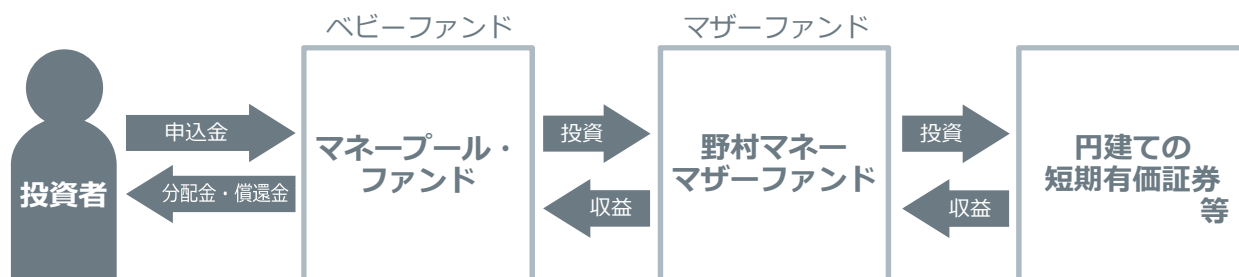 ベビーファンド
マザーファンド
投資者
申込金
分配金・償還金
マネープール・
ファンド
投資
収益
野村マネー
マザーファンド
投資
収益
円建ての
短期有価証券
等